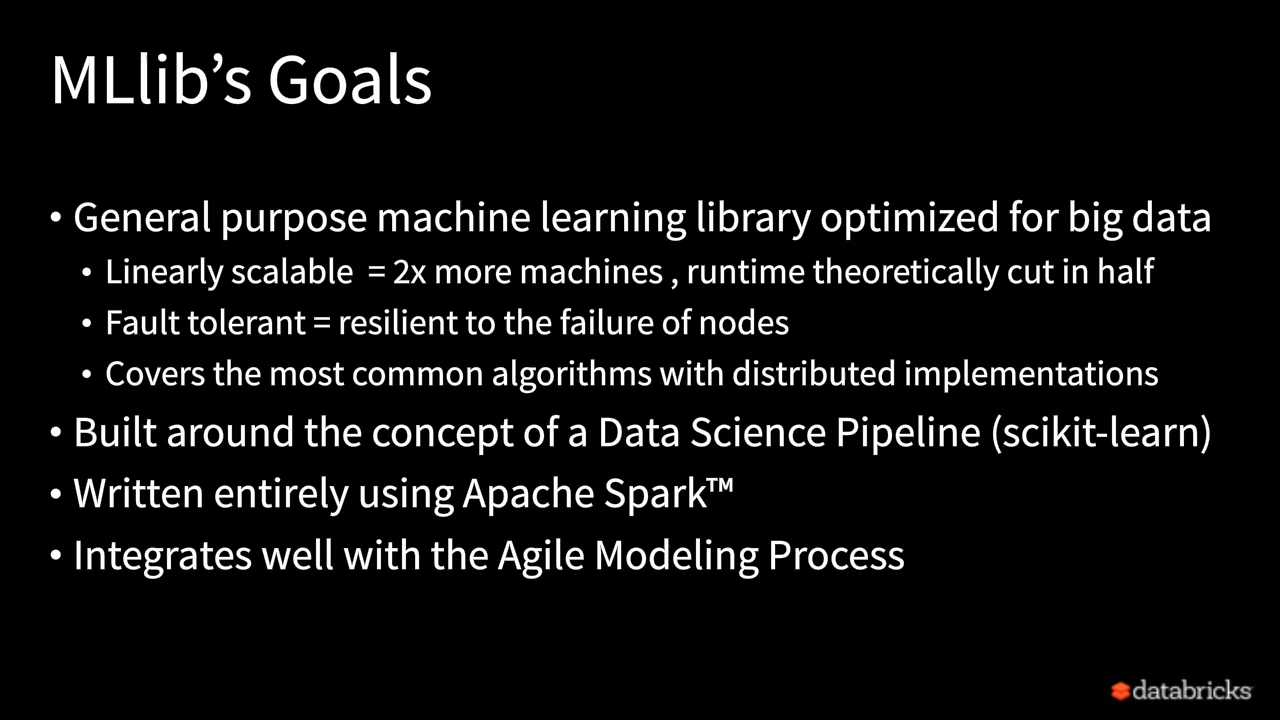 MLlib’s Goals
• General purpose machine learning library optimized for big data
• Linearly scalable = 2x more machines , runtime theoretically cut in half
• Fault tolerant = resilient to the failure of nodes
• Covers the most common algorithms with distributed implementations
• Built around the concept of a Data Science Pipeline (scikit-learn)
• Written entirely using Apache Spark™
• Integrates well with the Agile Modeling Process
databricks